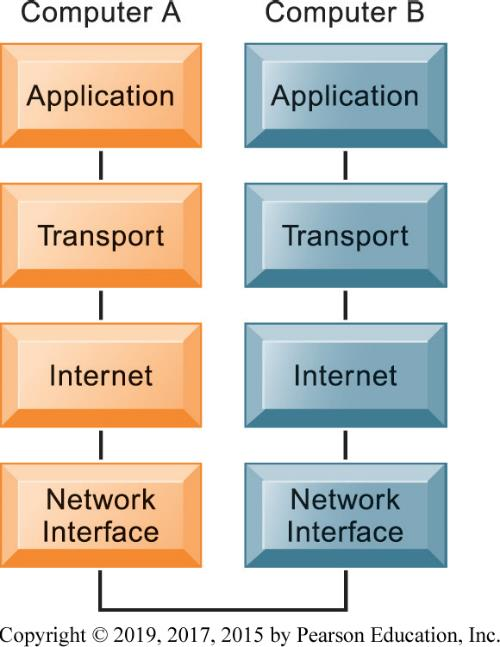 Computer A
Computer B
Application
Application
Transport
Transport
Internet
Internet
Network
Interface
Network
Interface
Copyright © 2019, 2017, 2015 by Pearson Education, Inc.